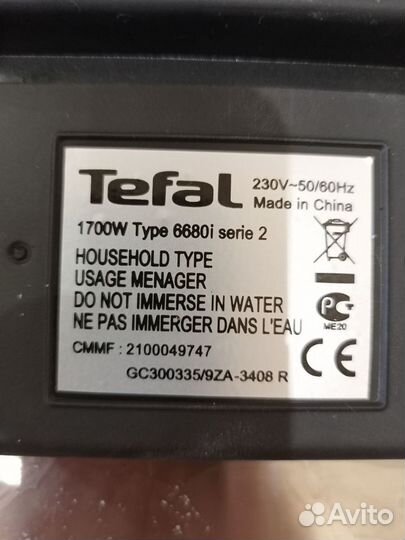 Tefal
230V~50/60Hz
Made in China
1700W Type 6680i serie 2
HOUSEHOLD TYPE
USAGE MENAGER
DO NOT IMMERSE IN WATER
NE PAS IMMERGER DANS L'EAU
ME20
CE
CMMF : 2100049747
GC300335/9ZA-3408 R
Avito